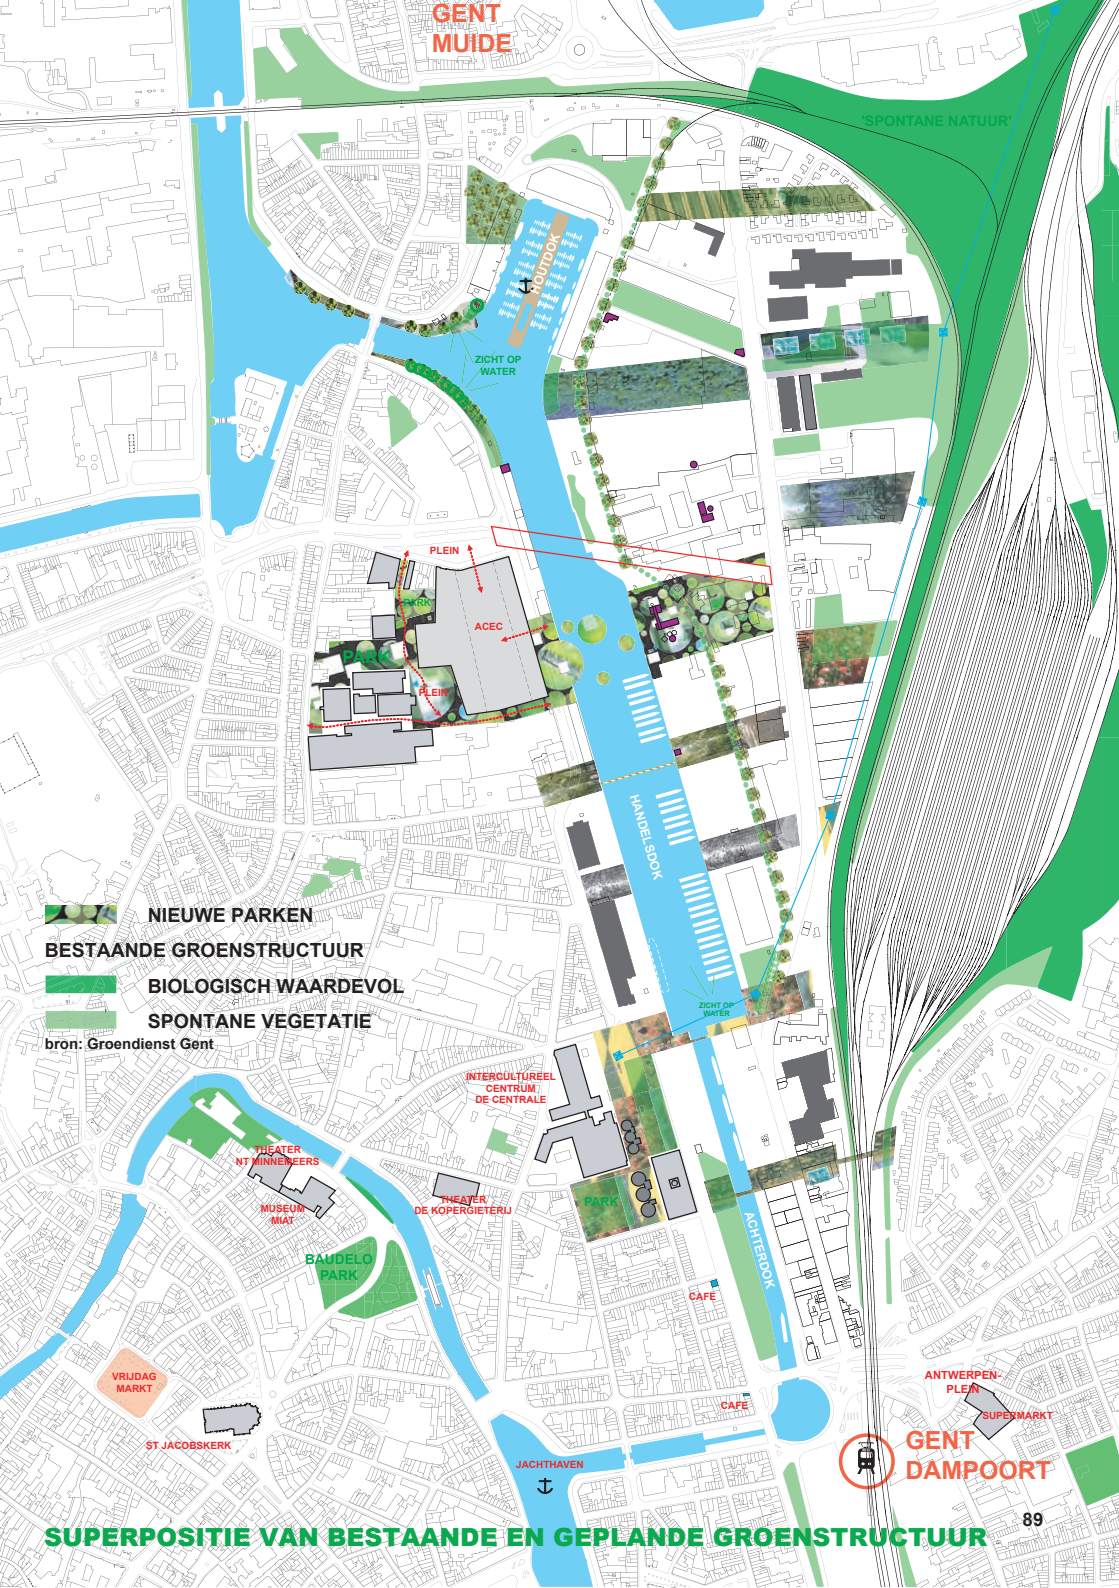 GENT
MUIDE
'SPONTANE NATUUR'
HOUTDOK
ZICHT OP
WATER
PLEIN
PARK
ACEC
PARK
PLEIN
HANDELSDOK
NIEUWE PARKEN
BESTAANDE GROENSTRUCTUUR
BIOLOGISCH WAARDEVOL
SPONTANE VEGETATIE
bron: Groendienst Gent
ZICHT OP
WATER
INTERCULTUREEL
CENTRUM
DE CENTRALE
THEATER
NT MINNEMEERS
MUSEUM
MIAT
THEATER
DE KOPERGIETERIJ
PARK
ACHTERDOK
BAUDELO
PARK
CAFE
VRIJDAG
MARKT
ANTWERPEN-
PLEIN
SUPERMARKT
CAFE
ST JACOBSKERK
GENT
DAMPOORT
JACHTHAVEN
89
SUPERPOSITIE VAN BESTAANDE EN GEPLANDE GROENSTRUCTUUR